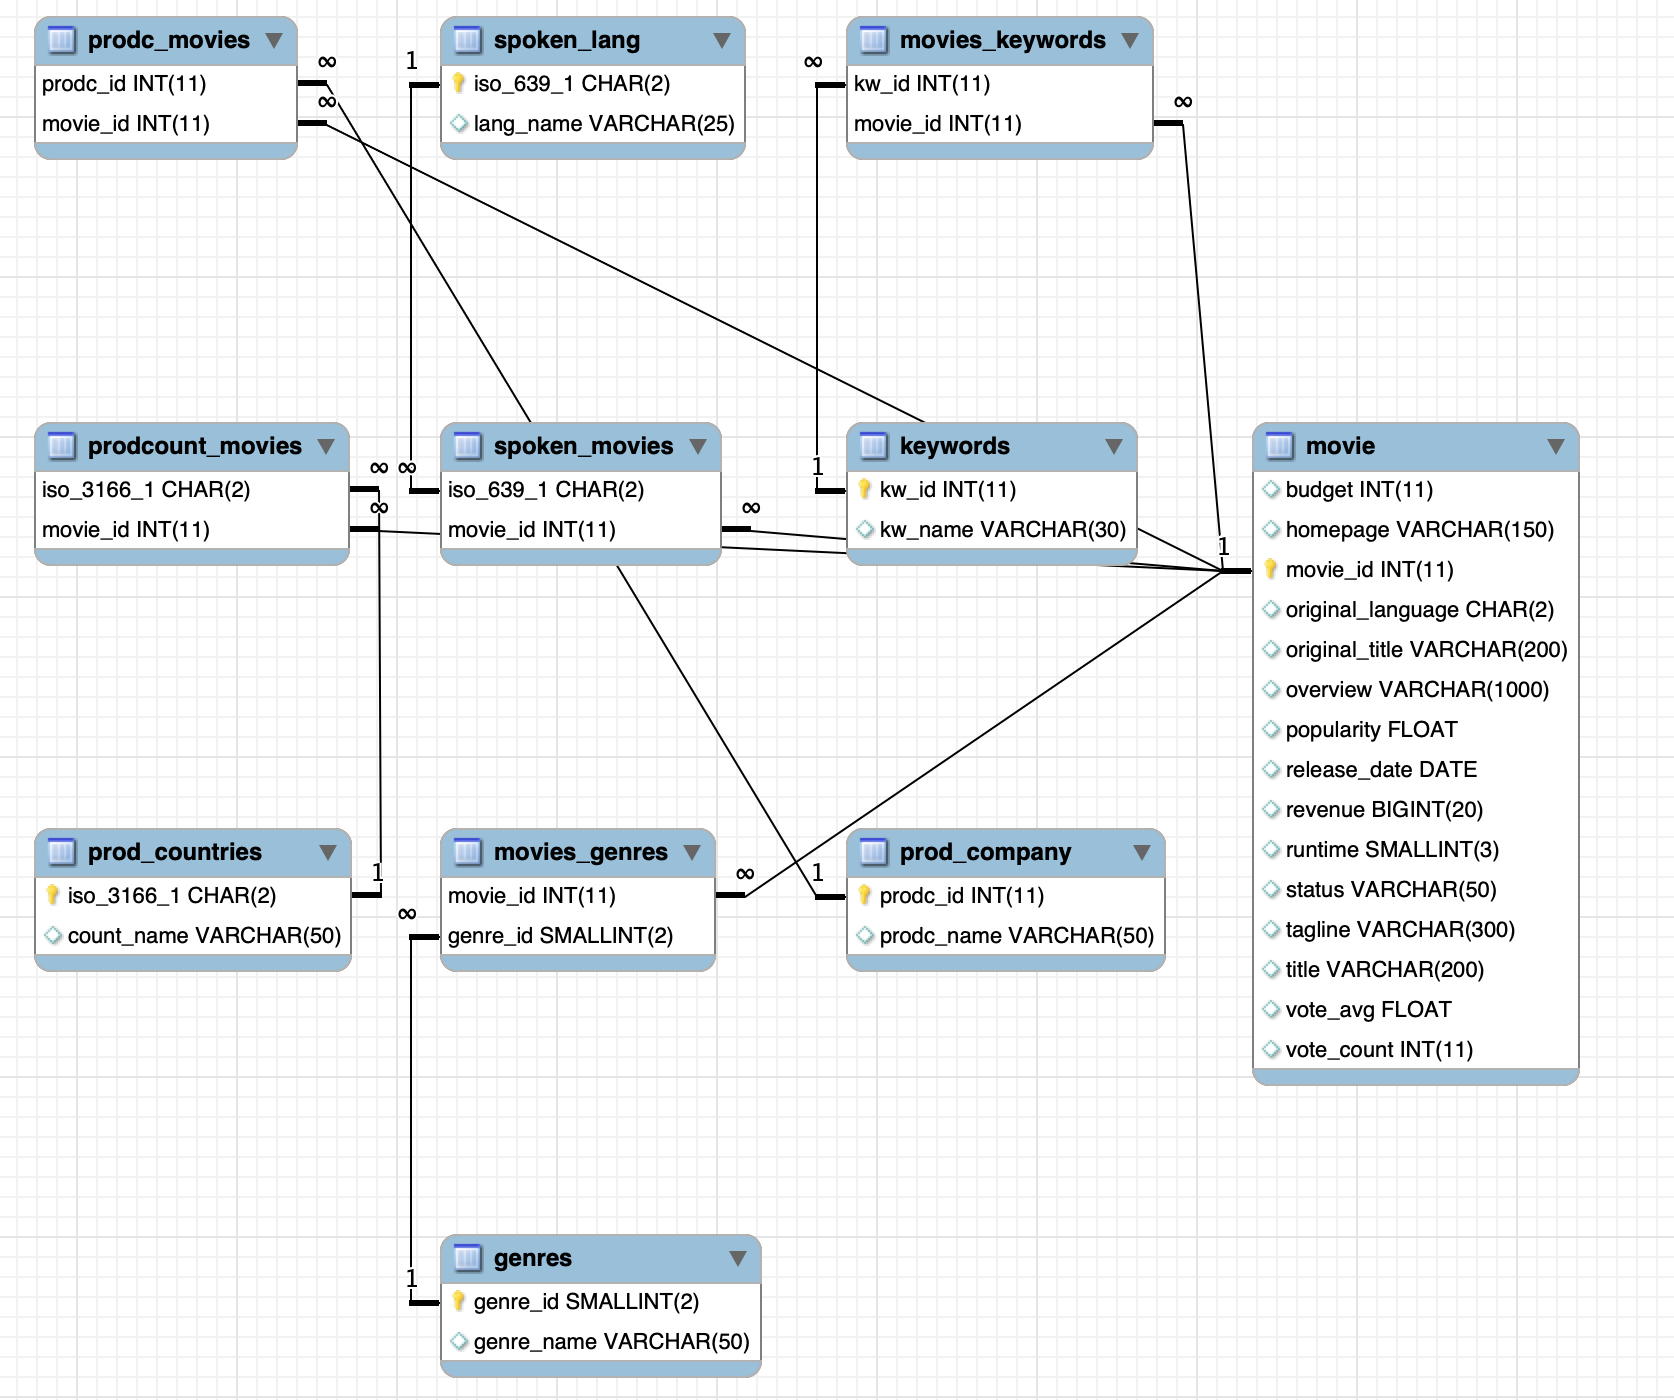 prodc_movies
∞
prodc_id INT(11)
∞
movie_id INT(11)
1
spoken_lang
iso_639_1 CHAR(2)
lang_name VARCHAR(25)
∞
movies_keywords
kw_id INT(11)
∞
movie_id INT(11)
prodcount_movies
∞
iso_3166_1 CHAR(2)
∞
movie_id INT(11)
∞
spoken_movies
iso_639_1 CHAR(2)
∞
movie_id INT(11)
1
keywords
kw_id INT(11)
kw_name VARCHAR(30)
1
movie
budget INT(11)
homepage VARCHAR(150)
movie_id INT(11)
original_language CHAR(2)
original_title VARCHAR(200)
overview VARCHAR(1000)
popularity FLOAT
release_date DATE
revenue BIGINT(20)
runtime SMALLINT(3)
status VARCHAR(50)
tagline VARCHAR(300)
title VARCHAR(200)
vote_avg FLOAT
vote_count INT(11)
prod_countries
1
iso_3166_1 CHAR(2)
count_name VARCHAR(50)
movies_genres
∞
movie_id INT(11)
∞
genre_id SMALLINT(2)
1
prod_company
prodc_id INT(11)
prodc_name VARCHAR(50)
1
genres
genre_id SMALLINT(2)
genre_name VARCHAR(50)